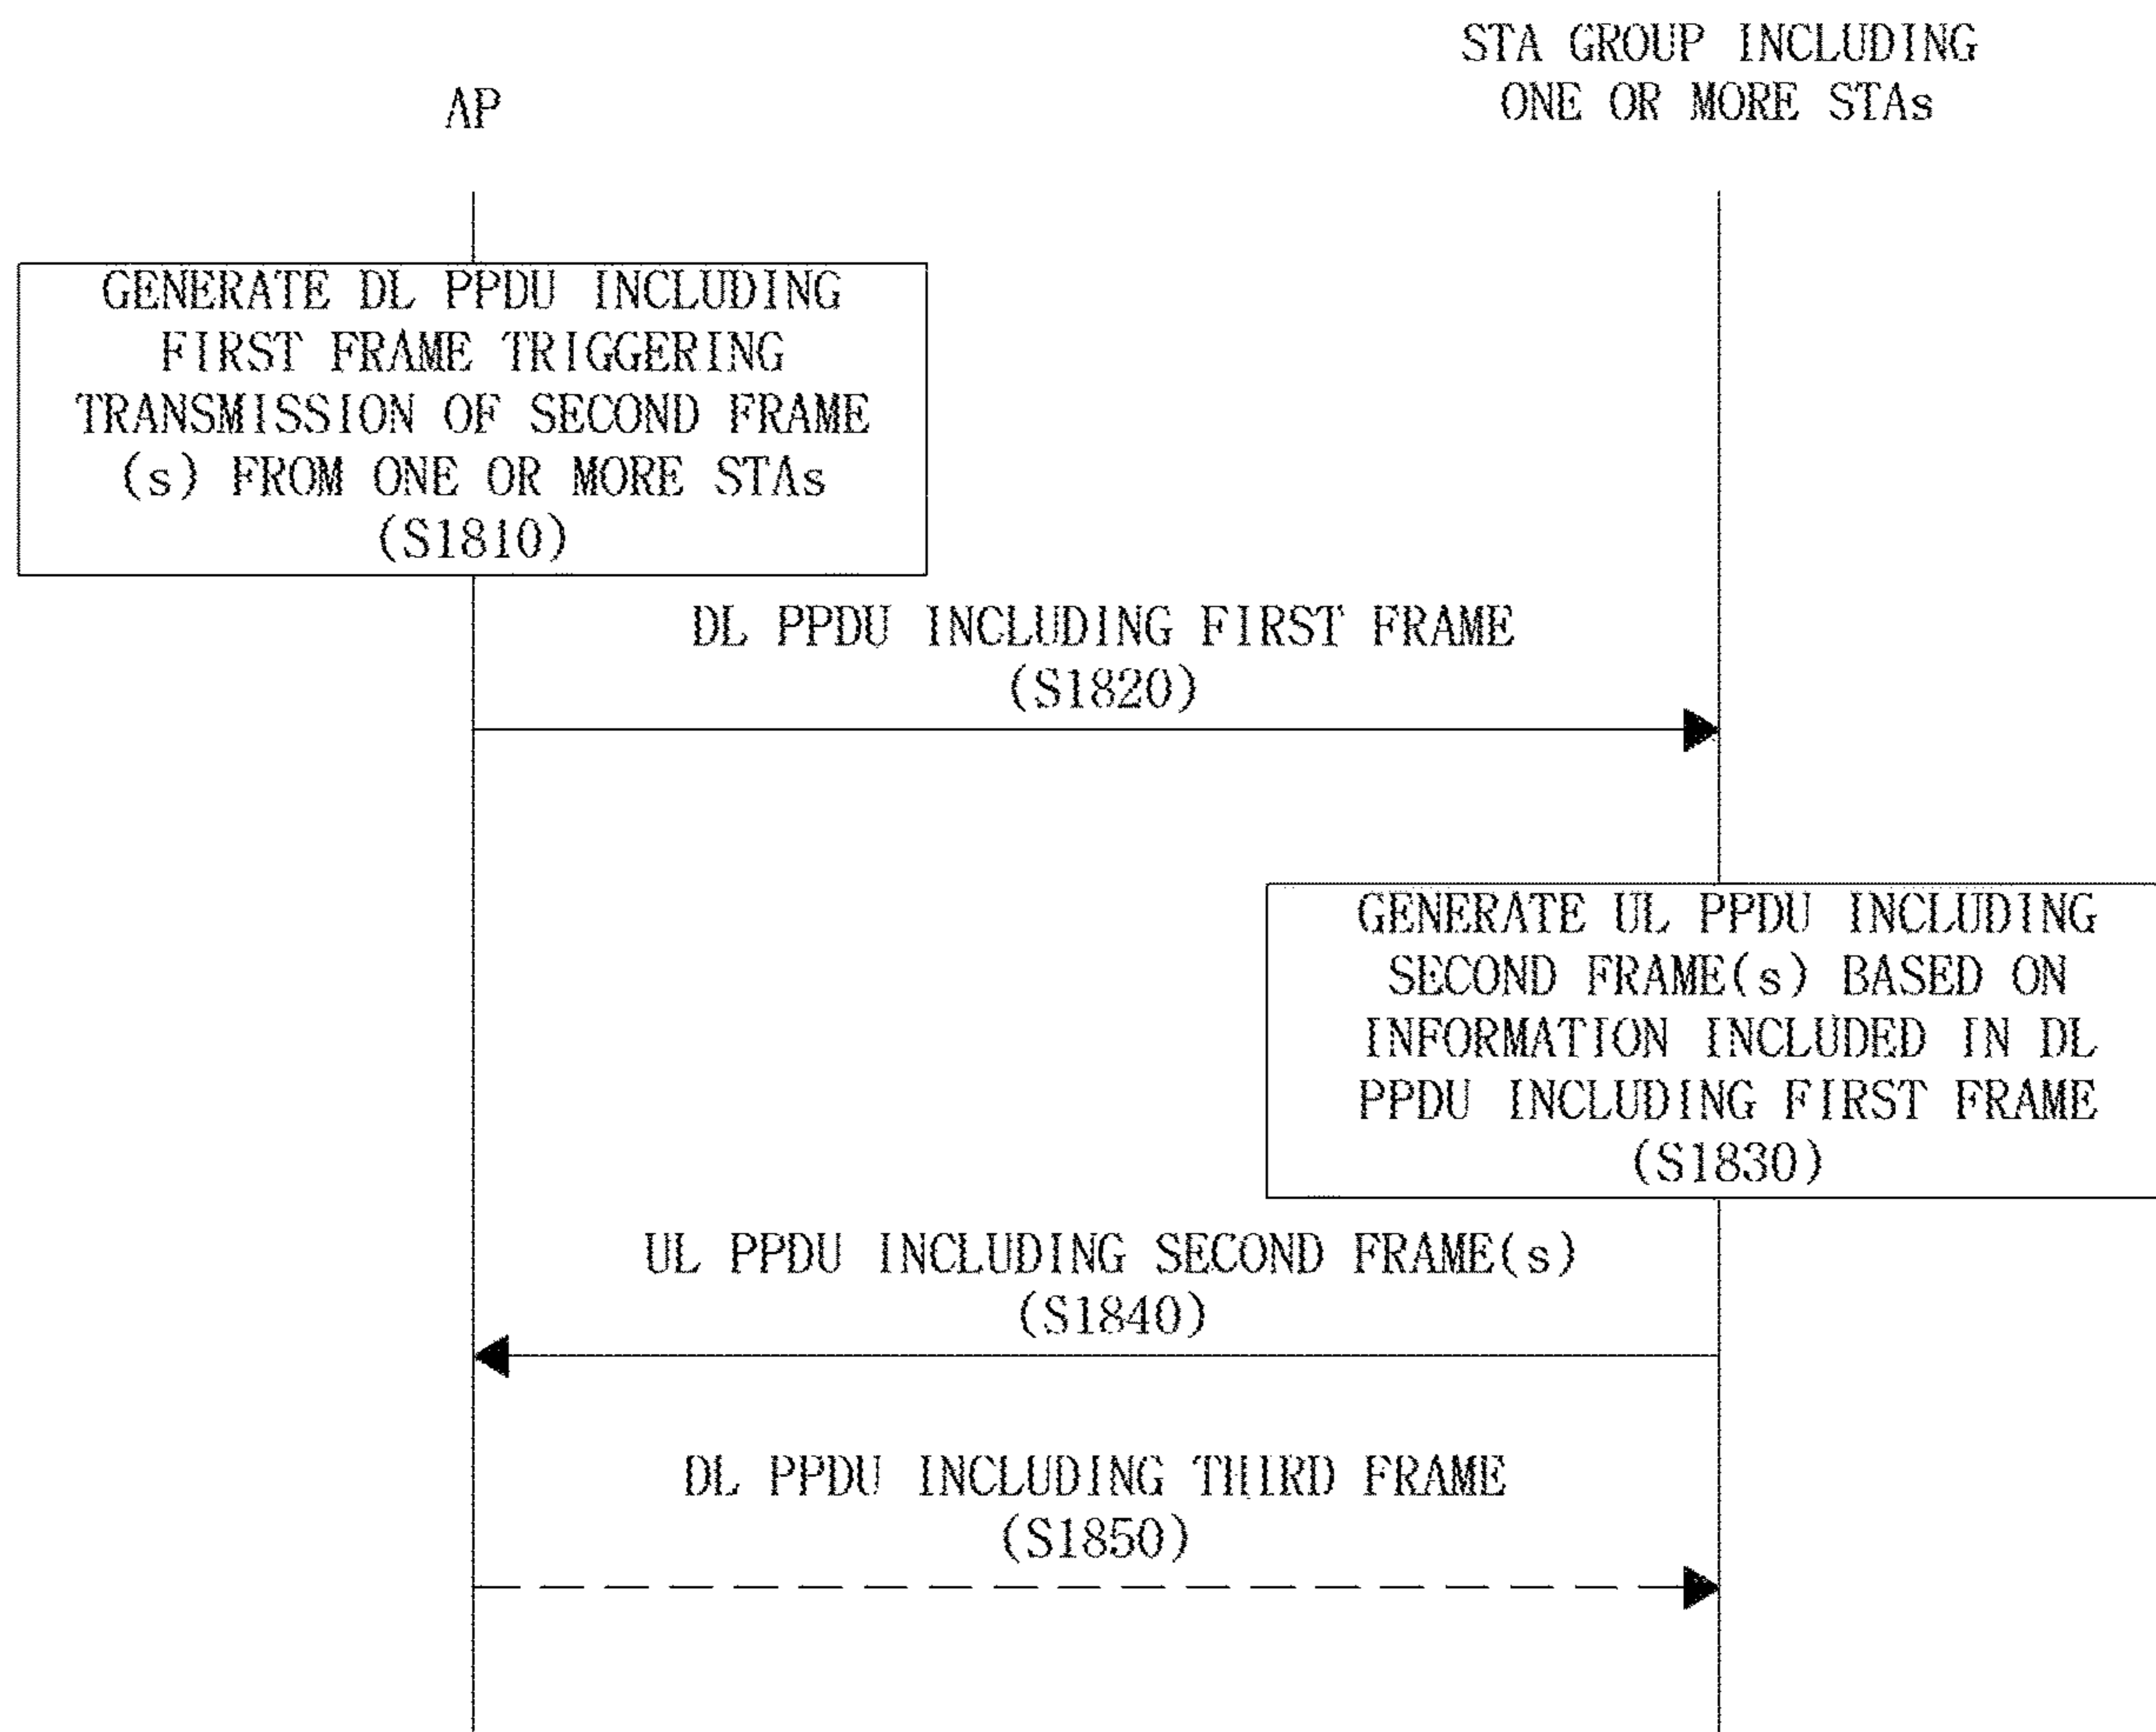 AP
STA GROUP INCLUDING
ONE OR MORE STAs
GENERATE DL PPDU INCLUDING
FIRST FRAME TRIGGERING
TRANSMISSION OF SECOND FRAME
(s) FROM ONE OR MORE STAs
(S1810)
DL PPDU INCLUDING FIRST FRAME
(S1820)
GENERATE UL PPDU INCLUDING
SECOND FRAME(s) BASED ON
INFORMATION INCLUDED IN DL
PPDU INCLUDING FIRST FRAME
(S1830)
UL PPDU INCLUDING SECOND FRAME(s)
(S1840)
DL PPDU INCLUDING THIRD FRAME
(S1850)